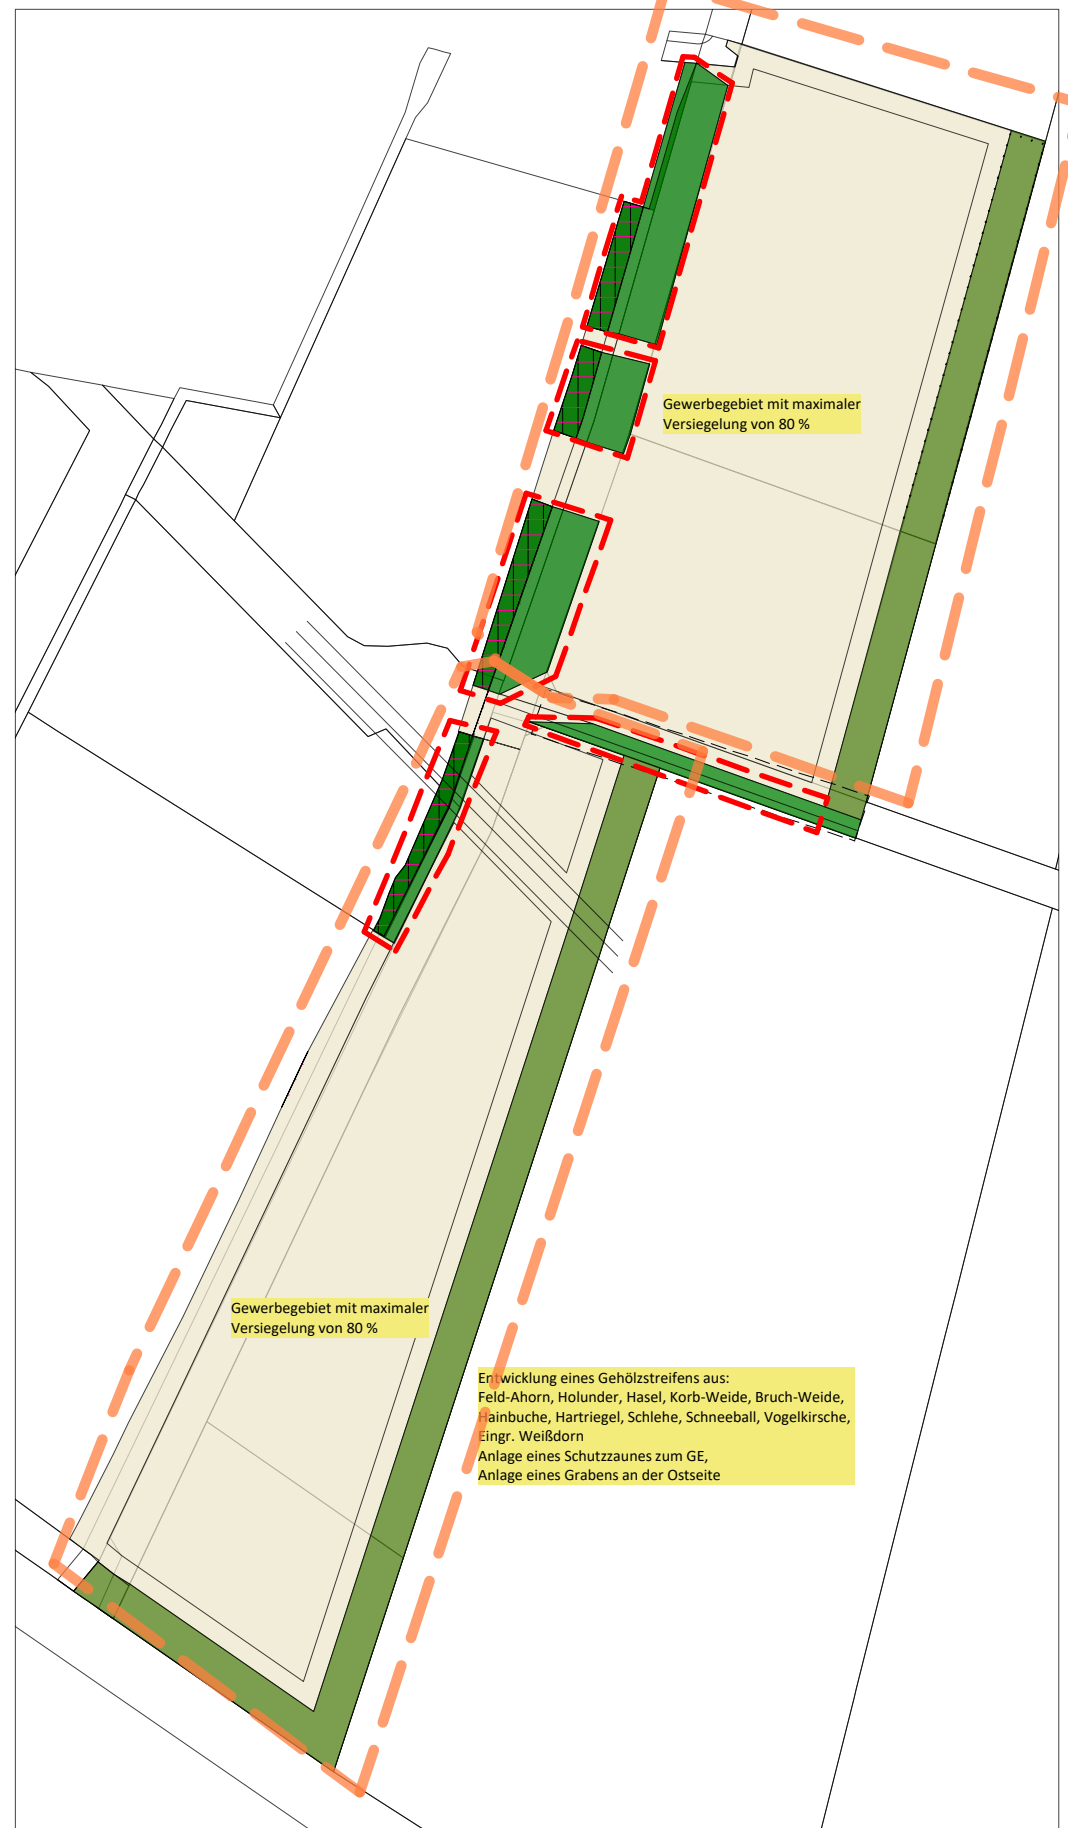 Gewerbegebiet mit maximaler
Versiegelung von 80 %
Gewerbegebiet mit maximaler
Versiegelung von 80 %
Entwicklung eines Gehölzstreifens aus:
Feld-Ahorn, Holunder, Hasel, Korb-Weide, Bruch-Weide,
Hainbuche, Hartriegel, Schlehe, Schneeball, Vogelkirsche,
Eingr. Weißdorn
Anlage eines Schutzzaunes zum GE,
Anlage eines Grabens an der Ostseite